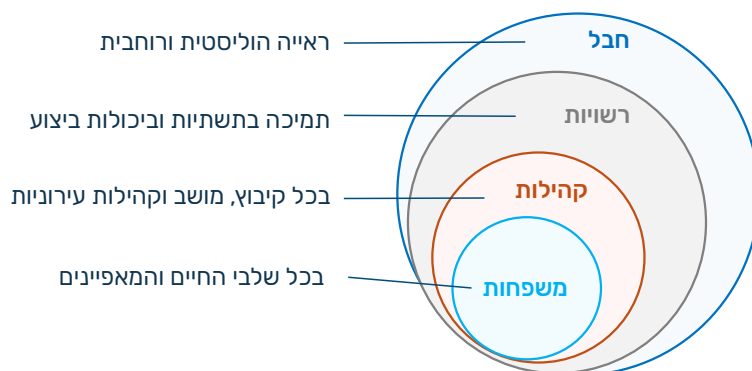 חבל
ראייה הוליסטית ורוחבית
רשויות
תמיכה בתשתיות וביכולות ביצוע
קהילות
בכל קיבוץ, מושב וקהילות עירוניות
משפחות
בכל שלבי החיים והמאפיינים